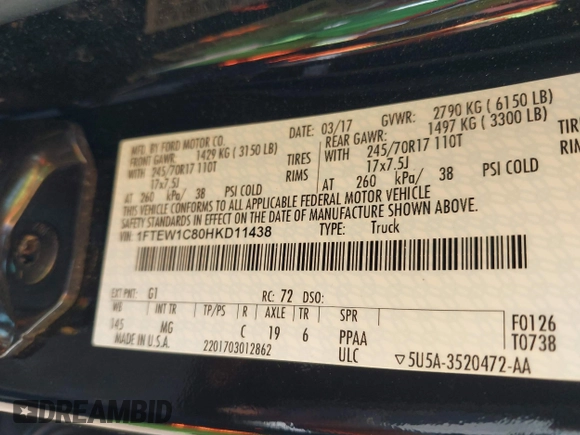 MFD. BY FORD MOTOR CO.
DATE: 03/17 GVWR: 2790 KG ( 6150 LB)
FRONT GAWR: 1429 KG ( 3150 LB)
REAR GAWR: 1497 KG ( 3300 LB)
WITH 245/70R17 110T TIRES
WITH 245/70R17 110T TIRES
17x7.5J RIMS
17x7.5J RIMS
AT 260 kPa/ 38 PSI COLD
AT 260 kPa/ 38 PSI COLD
THIS VEHICLE CONFORMS TO ALL APPLICABLE FEDERAL MOTOR VEHICLE
SAFETY STANDARDS IN EFFECT ON THE DATE OF MANUFACTURE SHOWN ABOVE.
VIN: 1FTEW1C80HKD11438
TYPE: Truck
EXT PNT: G1 RC: 72 DSO:
WB INT TR TP/PS R AXLE TR SPR
145 MG C 19 6 PPAA
F0126
T0738
MADE IN U.S.A. 2201703012862 ULC ▽5U5A-3520472-AA
DREAMBID